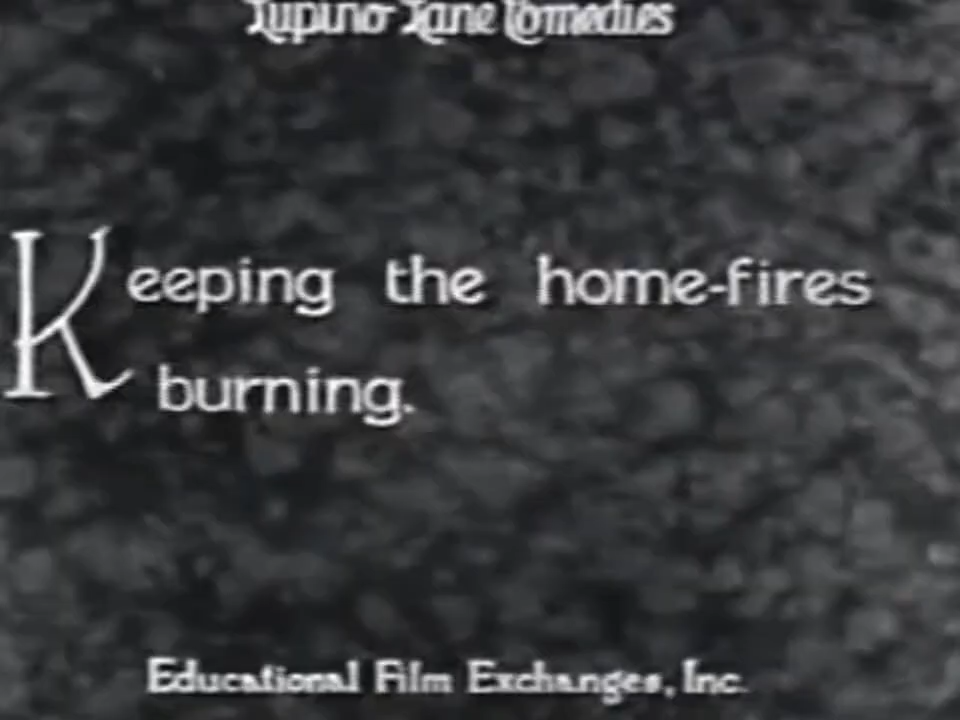 Lupino Lane Comedies
Keeping the home-fires
burning.
Educational Film Exchanges, Inc.